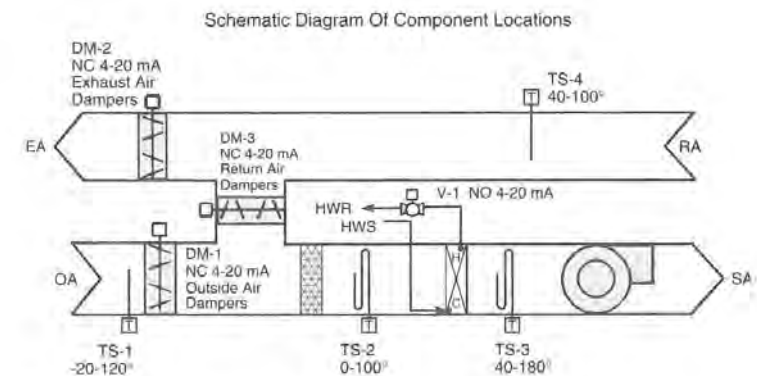 Schematic Diagram Of Component Locations
DM-2
NC 4-20 mA
Exhaust Air
Dampers
TS-4
T 40-100°
DM-3
NC 4-20 mA
Return Air
Dampers
EA
RA
V-1 NO 4-20 mA
HWR
HWS
DM-1
NC 4-20 mA
Outside Air
Dampers
OA
H
C
SA
T
T
T
TS-1
-20-120°
TS-2
0-100°
TS-3
40-180°